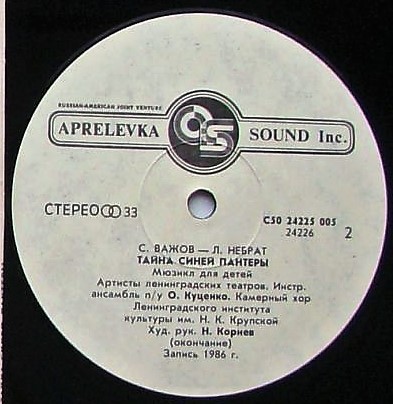 RUSSIAN-AMERICAN JOINT VENTURE
APRELEVKA SOUND Inc.
СТЕРЕО 33
С50 24225 005
24226 2
С. ВАЖОВ — Л. НЕБРАТ
ТАЙНА СИНЕЙ ПАНТЕРЫ
Мюзикл для детей
Артисты ленинградских театров. Инстр.
ансамбль п/у О. Куценко. Камерный хор
Ленинградского института
культуры им. Н. К. Крупской
Худ. рук. Н. Корнев
(окончание)
Запись 1986 г.